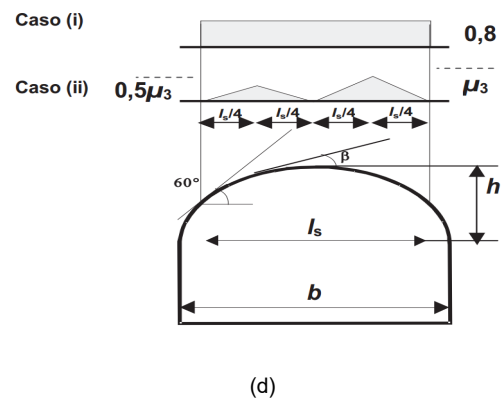 Caso (i)
0,8
Caso (ii)
0,5μ₃
μ₃
lₛ/4 lₛ/4 lₛ/4 lₛ/4
β
60°
h
lₛ
b
(d)